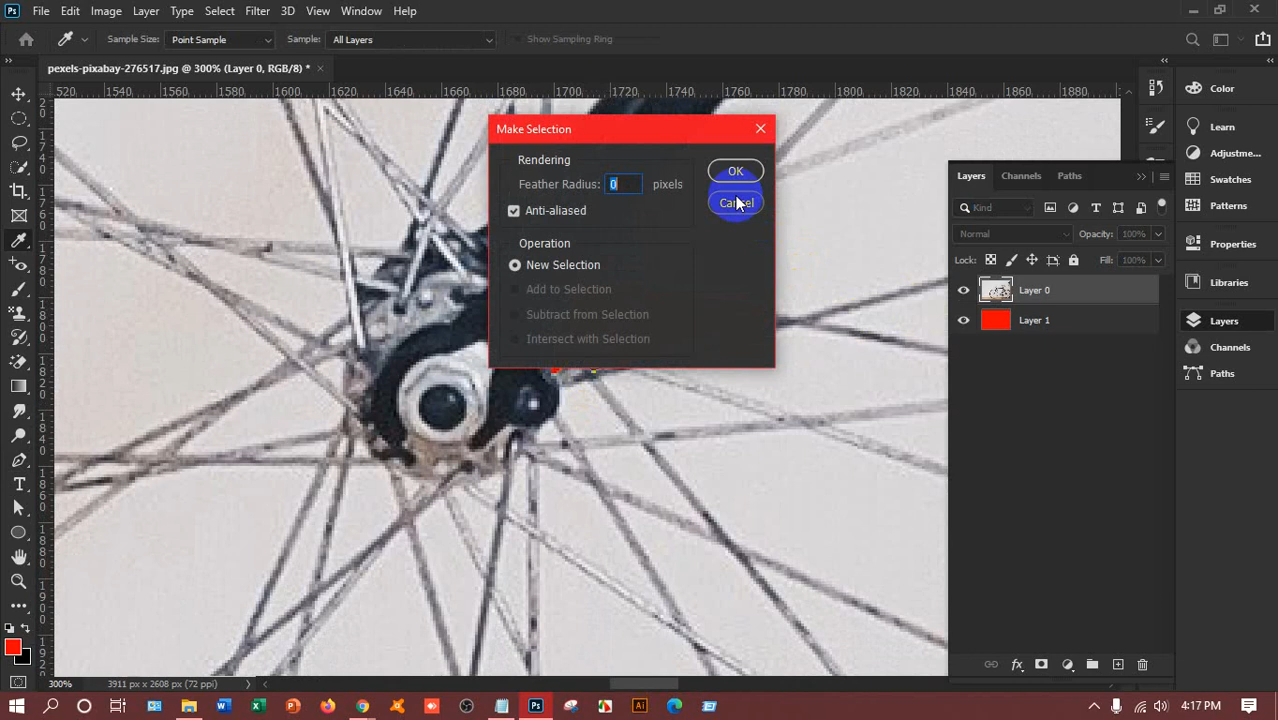 Ps File Edit Image Layer Type Select Filter 3D View Window Help
Sample Size: Point Sample Sample: All Layers Show Sampling Ring
pexels-pixabay-276517.jpg @ 300% (Layer 0, RGB/8) *
520 1540 1560 1580 1600 1620 1640 1660 1680 1700 1720 1740 1760 1780 1800 1820 1840 1860 1880
Make Selection
Rendering
Feather Radius: 0 pixels
Anti-aliased
OK
Cancel
Operation
New Selection
Add to Selection
Subtract from Selection
Intersect with Selection
Layers Channels Paths
Kind
Normal Opacity: 100%
Lock: Fill: 100%
Layer 0
Layer 1
Color
Learn
Adjustme...
Swatches
Brushes
Properties
Libraries
Layers
Channels
Paths
300% 3911 px x 2608 px (72 ppi)
4:17 PM